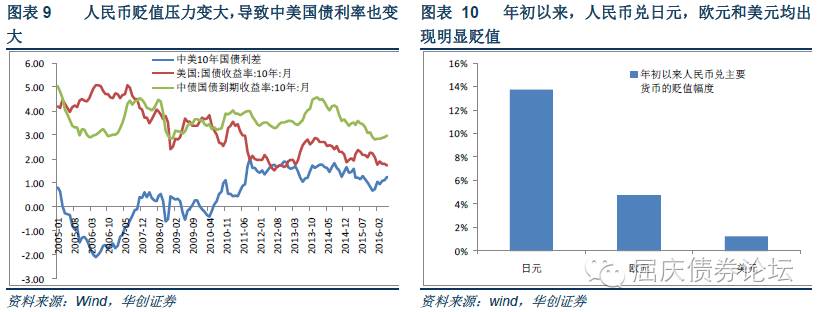 图表 9 人民币贬值压力变大，导致中美国债利率也变
大
6.00
5.00
4.00
3.00
2.00
1.00
0.00
-1.00
-2.00
-3.00
中美10年国债利差
美国:国债收益率:10年:月
中债国债到期收益率:10年:月
2005-01
2005-08
2006-03
2006-10
2007-05
2007-12
2008-07
2009-02
2009-09
2010-04
2010-11
2011-06
2012-01
2012-08
2013-03
2013-10
2014-05
2014-12
2015-07
2016-02
资料来源：Wind，华创证券
图表 10 年初以来，人民币兑日元，欧元和美元均出
现明显贬值
16%
14%
12%
10%
8%
6%
4%
2%
0%
年初以来人民币兑主要
货币的贬值幅度
日元
欧元
美元
屈庆债券论坛
资料来源：wind，华创证券